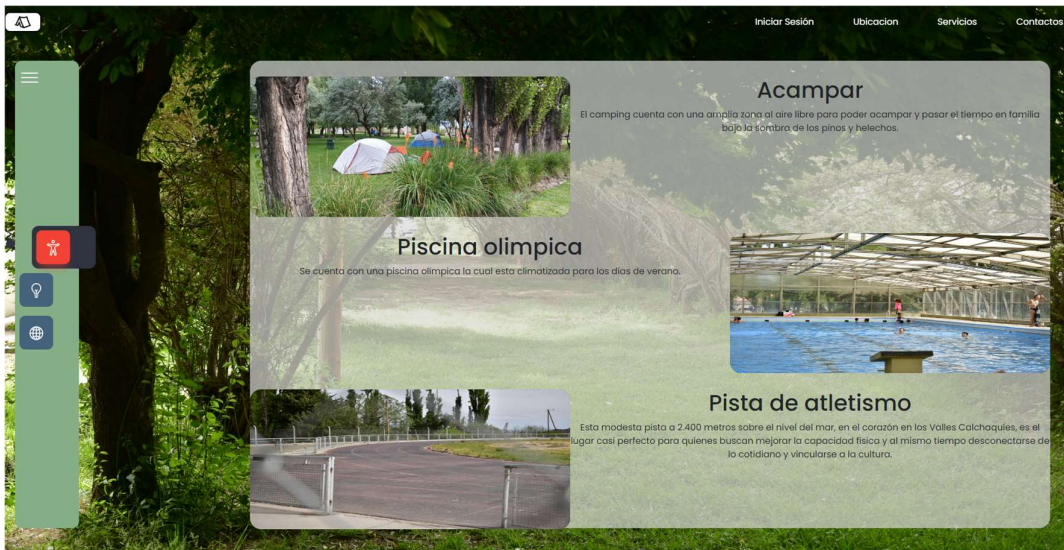 Iniciar Sesión
Ubicacion
Servicios
Contactos
Acampar
El camping cuenta con una amplia zona al aire libre para poder acampar y pasar el tiempo en familia
bajo la sombra de los pinos y helechos.
Piscina olimpica
Se cuenta con una piscina olimpica la cual esta climatizada para los dias de verano.
Pista de atletismo
Esta modesta pista a 2.400 metros sobre el nivel del mar, en el corazón en los Valles Calchaquíes, es el
lugar casi perfecto para quienes buscan mejorar la capacidad física y al mismo tiempo desconectarse de
lo cotidiano y vincularse a la cultura.